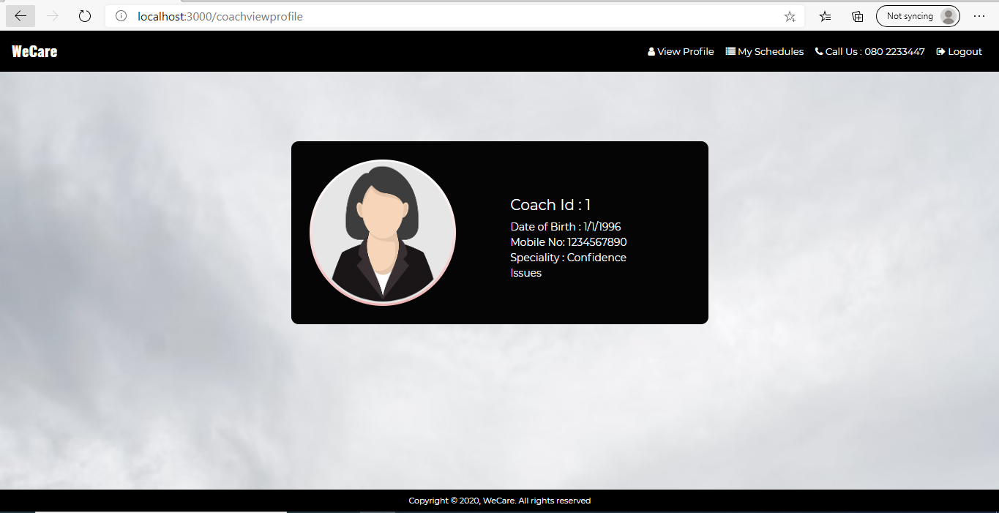 localhost:3000/coachviewprofile
Not syncing
WeCare
View Profile
My Schedules
Call Us : 080 2233447
Logout
Coach Id : 1
Date of Birth : 1/1/1996
Mobile No: 1234567890
Speciality : Confidence
Issues
Copyright © 2020, WeCare. All rights reserved